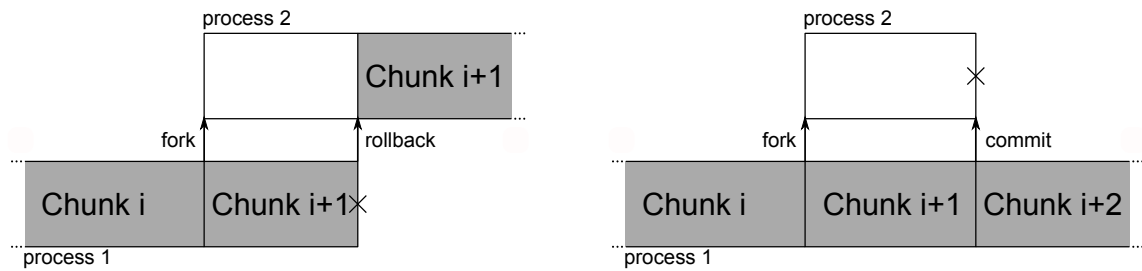 process 2
Chunk i+1
fork
rollback
Chunk i
Chunk i+1
process 1
process 2
fork
commit
Chunk i
Chunk i+1
Chunk i+2
process 1